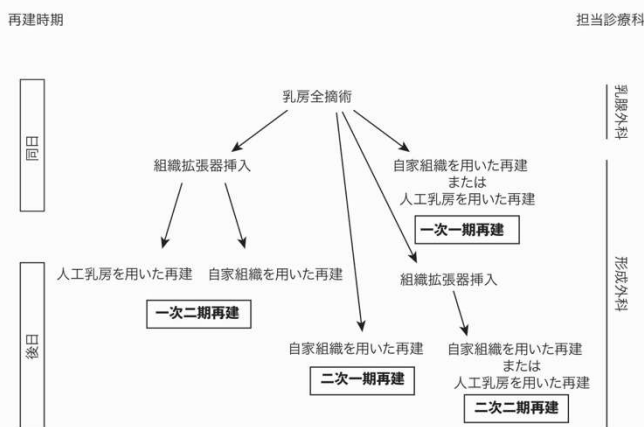 再建時期
担当診療科
乳房全摘術
乳腺外科
同日
組織拡張器挿入
自家組織を用いた再建
または
人工乳房を用いた再建
一次一期再建
形成外科
後日
人工乳房を用いた再建
自家組織を用いた再建
一次二期再建
組織拡張器挿入
自家組織を用いた再建
二次一期再建
自家組織を用いた再建
または
人工乳房を用いた再建
二次二期再建